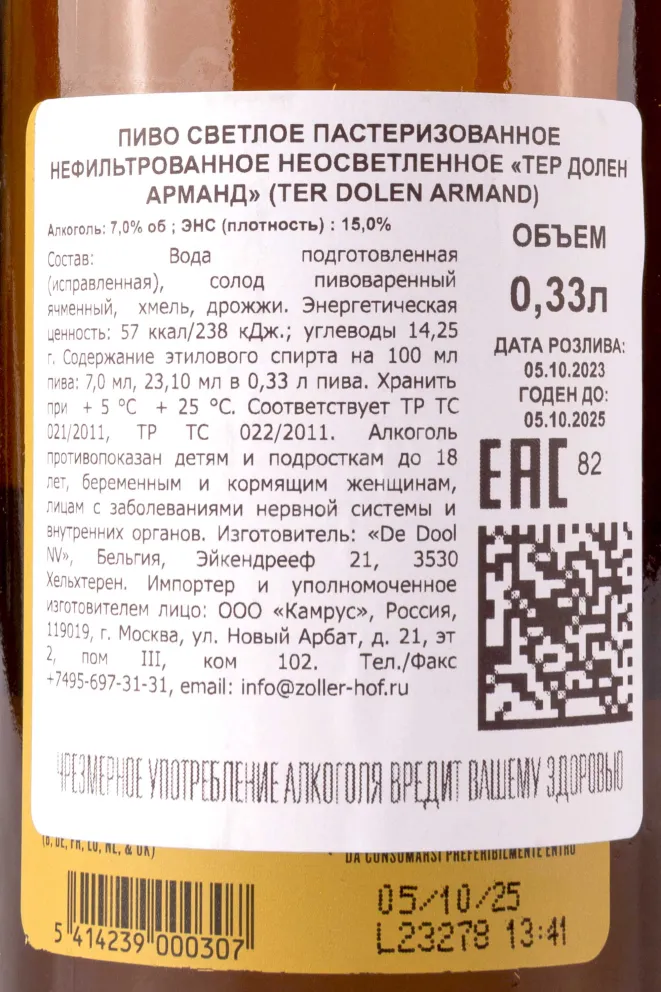 ПИВО СВЕТЛОЕ ПАСТЕРИЗОВАННОЕ
НЕФИЛЬТРОВАННОЕ НЕОСВЕТЛЕННОЕ «ТЕР ДОЛЕН
АРМАНД» (TER DOLEN ARMAND)
Алкоголь: 7,0% об ; ЭНС (плотность) : 15,0%
Состав: Вода подготовленная
(исправленная), солод пивоваренный
ячменный, хмель, дрожжи. Энергетическая
ценность: 57 ккал/238 кДж.; углеводы 14,25
г. Содержание этилового спирта на 100 мл
пива: 7,0 мл, 23,10 мл в 0,33 л пива. Хранить
при + 5 °C + 25 °C. Соответствует ТР ТС
021/2011, ТР ТС 022/2011. Алкоголь
противопоказан детям и подросткам до 18
лет, беременным и кормящим женщинам,
лицам с заболеваниями нервной системы и
внутренних органов. Изготовитель: «De Dool
NV», Бельгия, Эйкендрееф 21, 3530
Хельхтерен. Импортер и уполномоченное
изготовителем лицо: ООО «Камрус», Россия,
119019, г. Москва, ул. Новый Арбат, д. 21, эт
2, пом III, ком 102. Тел./Факс
+7495-697-31-31, email: info@zoller-hof.ru
ОБЪЕМ
0,33л
ДАТА РОЗЛИВА:
05.10.2023
ГОДЕН ДО:
05.10.2025
EAC 82
ЧРЕЗМЕРНОЕ УПОТРЕБЛЕНИЕ АЛКОГОЛЯ ВРЕДИТ ВАШЕМУ ЗДОРОВЬЮ
(B, DE, FR, LU, NL, & UK)
DA CONSUMARSI PREFERIBILMENTE ENTRO
5 414239 000307
05/10/25
L23278 13:41